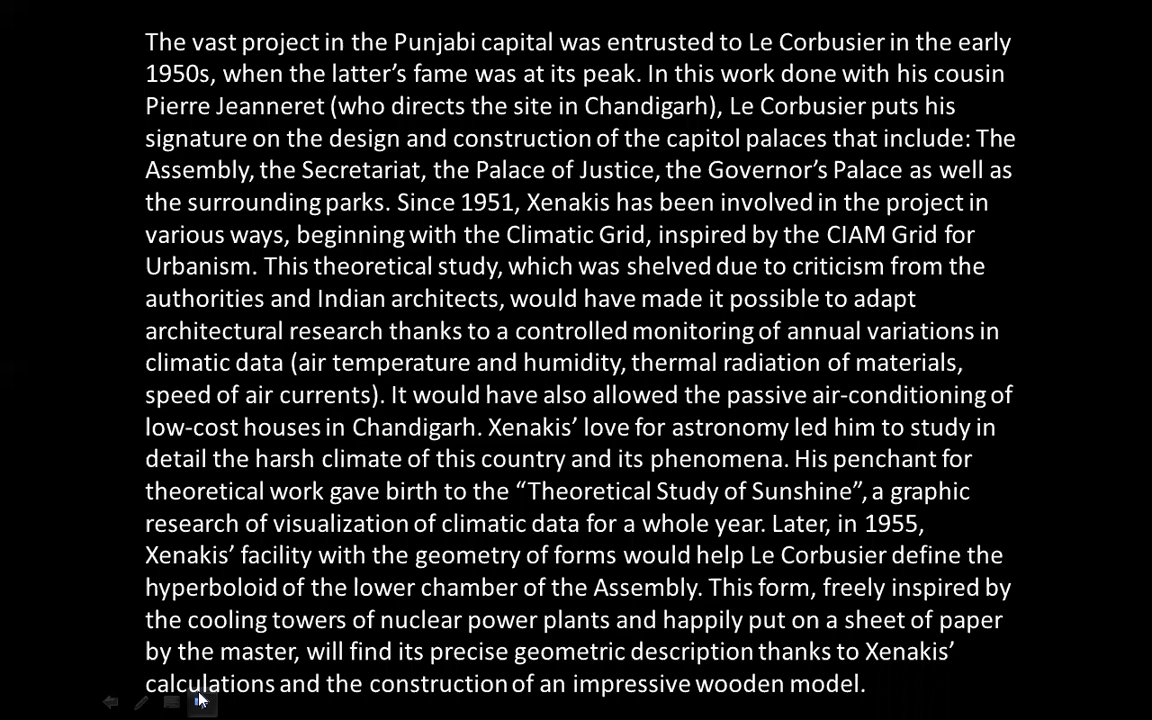 The vast project in the Punjabi capital was entrusted to Le Corbusier in the early
1950s, when the latter’s fame was at its peak. In this work done with his cousin
Pierre Jeanneret (who directs the site in Chandigarh), Le Corbusier puts his
signature on the design and construction of the capitol palaces that include: The
Assembly, the Secretariat, the Palace of Justice, the Governor’s Palace as well as
the surrounding parks. Since 1951, Xenakis has been involved in the project in
various ways, beginning with the Climatic Grid, inspired by the CIAM Grid for
Urbanism. This theoretical study, which was shelved due to criticism from the
authorities and Indian architects, would have made it possible to adapt
architectural research thanks to a controlled monitoring of annual variations in
climatic data (air temperature and humidity, thermal radiation of materials,
speed of air currents). It would have also allowed the passive air-conditioning of
low-cost houses in Chandigarh. Xenakis’ love for astronomy led him to study in
detail the harsh climate of this country and its phenomena. His penchant for
theoretical work gave birth to the “Theoretical Study of Sunshine”, a graphic
research of visualization of climatic data for a whole year. Later, in 1955,
Xenakis’ facility with the geometry of forms would help Le Corbusier define the
hyperboloid of the lower chamber of the Assembly. This form, freely inspired by
the cooling towers of nuclear power plants and happily put on a sheet of paper
by the master, will find its precise geometric description thanks to Xenakis’
calculations and the construction of an impressive wooden model.